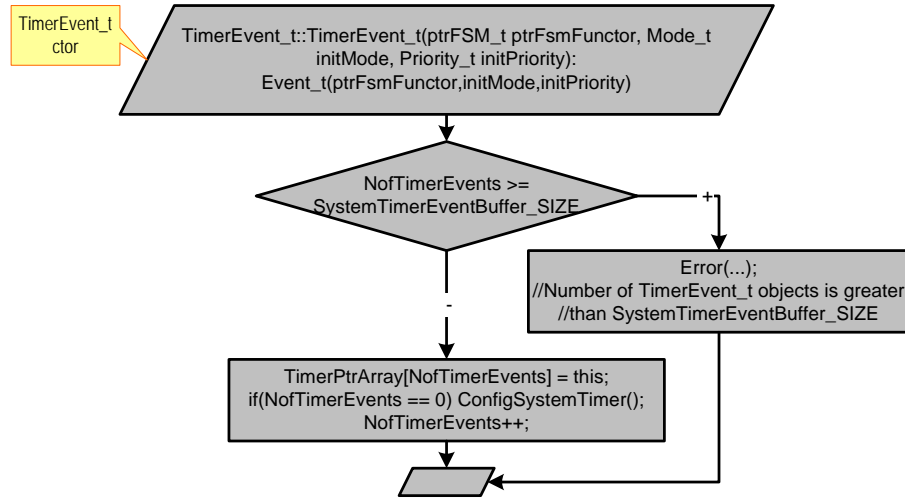 TimerEvent_t
ctor
TimerEvent_t::TimerEvent_t(ptrFSM_t ptrFsmFunctor, Mode_t
initMode, Priority_t initPriority):
Event_t(ptrFsmFunctor,initMode,initPriority)
NofTimerEvents >=
SystemTimerEventBuffer_SIZE
+
Error(...);
//Number of TimerEvent_t objects is greater
//than SystemTimerEventBuffer_SIZE
-
TimerPtrArray[NofTimerEvents] = this;
if(NofTimerEvents == 0) ConfigSystemTimer();
NofTimerEvents++;